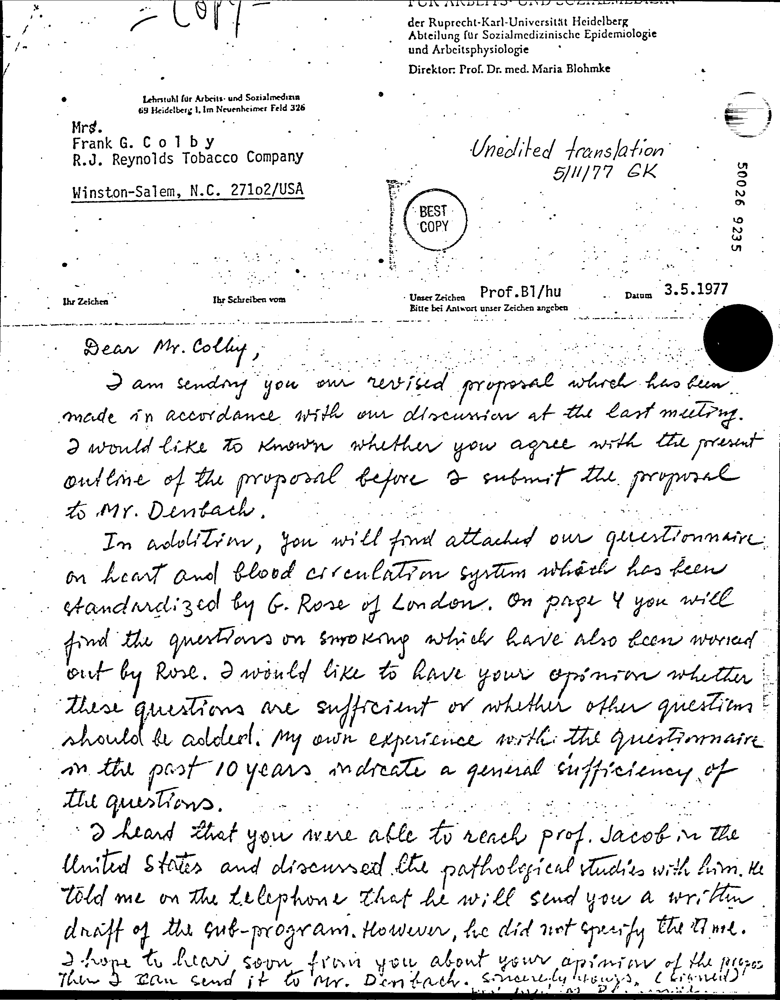 = Copy =
FÜR ARBEITS- UND SOZIALMEDIZIN
der Ruprecht-Karl-Universität Heidelberg
Abteilung für Sozialmedizinische Epidemiologie
und Arbeitsphysiologie
Direktor: Prof. Dr. med. Maria Blohmke
Lehrstuhl für Arbeits- und Sozialmedizin
69 Heidelberg 1, Im Neuenheimer Feld 326
Mrs.
Frank G. C o l b y
R.J. Reynolds Tobacco Company
Winston-Salem, N.C. 271o2/USA
Unedited translation
5/11/77 GK
BEST
COPY
50026 9235
Ihr Zeichen
Ihr Schreiben vom
Unser Zeichen Prof.Bl/hu
Datum 3.5.1977
Bitte bei Antwort unser Zeichen angeben
Dear Mr. Colby,
I am sending you our revised proposal which has been
made in accordance with our discussion at the last meeting.
I would like to known whether you agree with the present
outline of the proposal before I submit the proposal
to Mr. Denbach.
In addition, you will find attached our questionnaire
on heart and blood circulation system which has been
standardized by G. Rose of London. On page 4 you will
find the questions on smoking which have also been worked
out by Rose. I would like to have your opinion whether
these questions are sufficient or whether other questions
should be added. My own experience with the questionnaire
in the past 10 years indicate a general sufficiency of
the questions.
I heard that you were able to reach prof. Jacob in the
United States and discussed the pathological studies with him. He
told me on the telephone that he will send you a written
draft of the sub-program. However, he did not specify the time.
I hope to hear soon from you about your opinion of the propos
Then I can send it to Mr. Denbach. Sincerely yours, (signed)